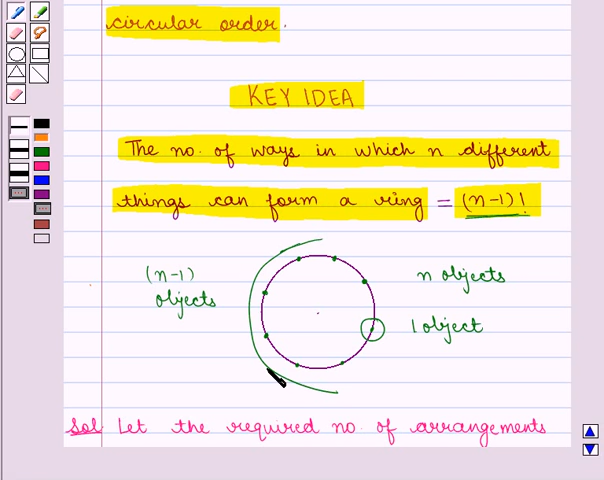 circular order.
KEY IDEA
The no. of ways in which n different
things can form a ring = (n-1)!
(n-1)
objects
n objects
1 object
Sol Let the required no. of arrangements